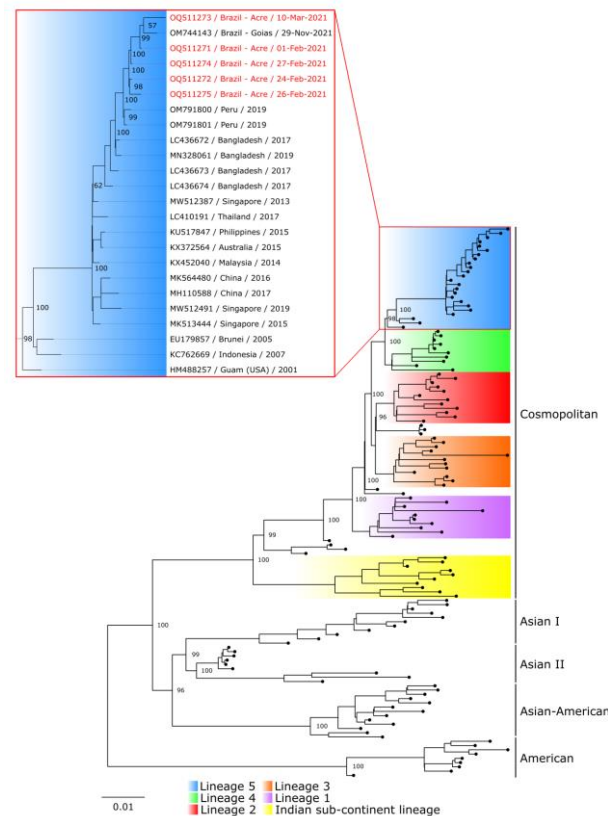 OQ511273 / Brazil - Acre / 10-Mar-2021
57
OM744143 / Brazil - Goias / 29-Nov-2021
99
OQ511271 / Brazil - Acre / 01-Feb-2021
100
OQ511274 / Brazil - Acre / 27-Feb-2021
100
OQ511272 / Brazil - Acre / 24-Feb-2021
98
OQ511275 / Brazil - Acre / 26-Feb-2021
100
OM791800 / Peru / 2019
99
OM791801 / Peru / 2019
100
LC436672 / Bangladesh / 2017
MN328061 / Bangladesh / 2019
LC436673 / Bangladesh / 2017
LC436674 / Bangladesh / 2017
62
MW512387 / Singapore / 2013
LC410191 / Thailand / 2017
KU517847 / Philippines / 2015
KX372564 / Australia / 2015
KX452040 / Malaysia / 2014
100
MK564480 / China / 2016
MH110588 / China / 2017
MW512491 / Singapore / 2019
100
MK513444 / Singapore / 2015
98
EU179857 / Brunei / 2005
KC762669 / Indonesia / 2007
HM488257 / Guam (USA) / 2001
100
98
100
100
96
100
100
100
99
100
Cosmopolitan
100
99
100
96
100
100
Asian I
Asian II
Asian-American
American
0.01
Lineage 5
Lineage 3
Lineage 4
Lineage 1
Lineage 2
Indian sub-continent lineage